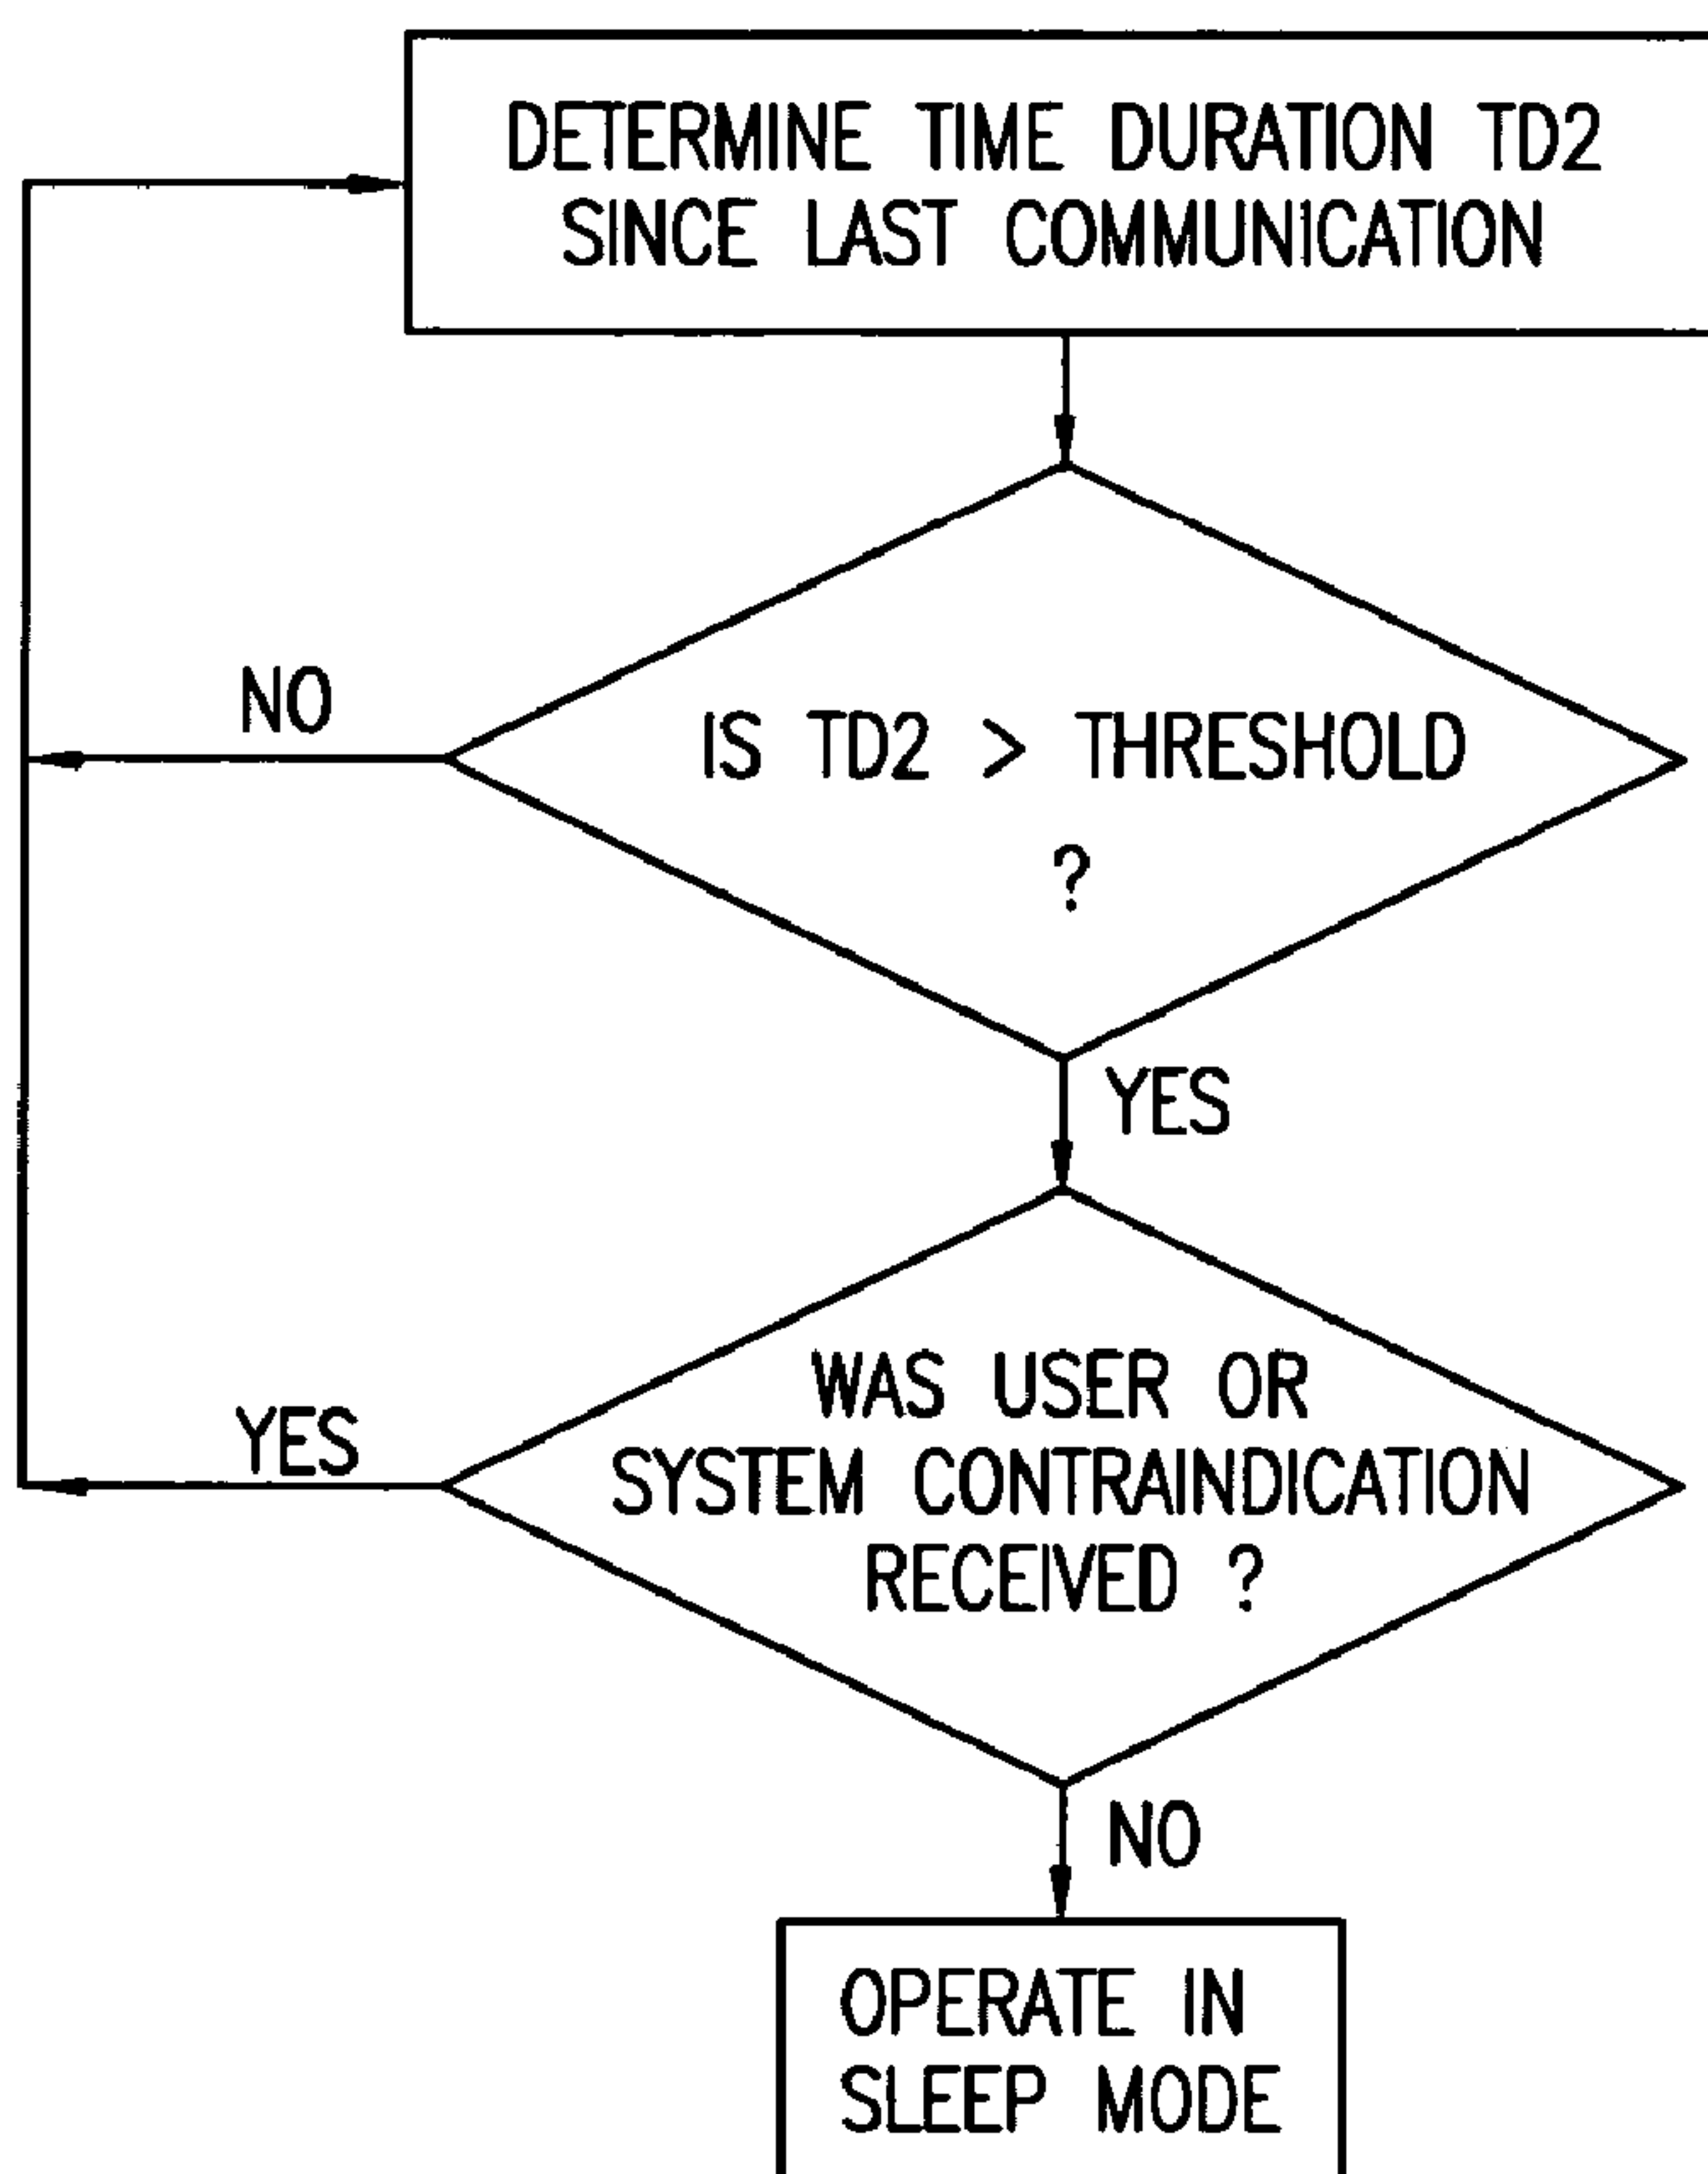 DETERMINE TIME DURATION TD2
SINCE LAST COMMUNICATION
NO
IS TD2 > THRESHOLD
?
YES
WAS USER OR
SYSTEM CONTRAINDICATION
RECEIVED ?
YES
NO
OPERATE IN
SLEEP MODE